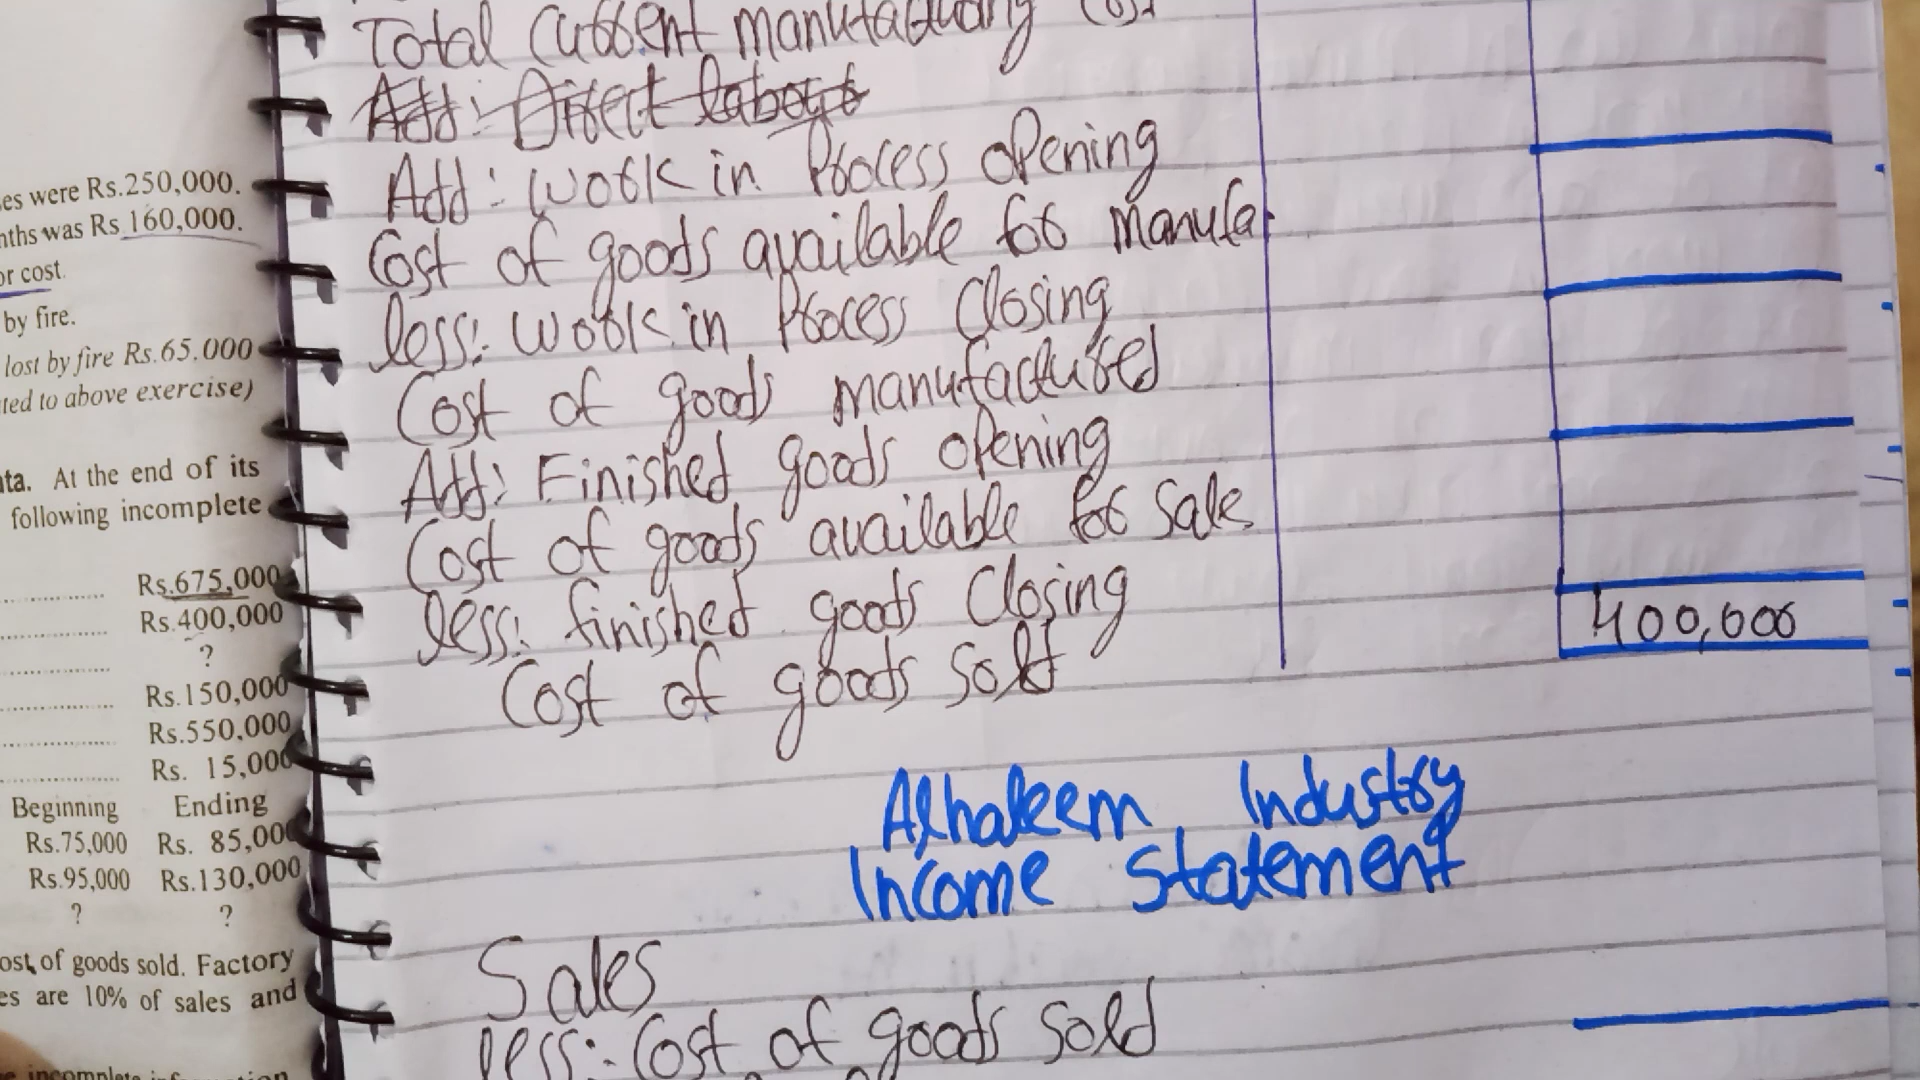 es were Rs.250,000.
nths was Rs 160,000.
or cost.
by fire.
lost by fire Rs.65.000
ted to above exercise)
ta. At the end of its
following incomplete
Rs.675,000
Rs.400,000
?
Rs.150,000
Rs.550,000
Rs. 15,000
Beginning Ending
Rs.75,000 Rs. 85,000
Rs.95,000 Rs.130,000
? ?
ost of goods sold. Factory
es are 10% of sales and
incomplete information
Total Current manufacturing Cost
Add: Direct labour
Add: Work in Process opening
Cost of goods available for manufa
less: Work in Process Closing
Cost of goods manufactured
Add: Finished goods opening
Cost of goods available for sale
less: finished goods Closing
400,000
Cost of goods sold
Alhaleem Industry
Income Statement
Sales
less: Cost of goods sold